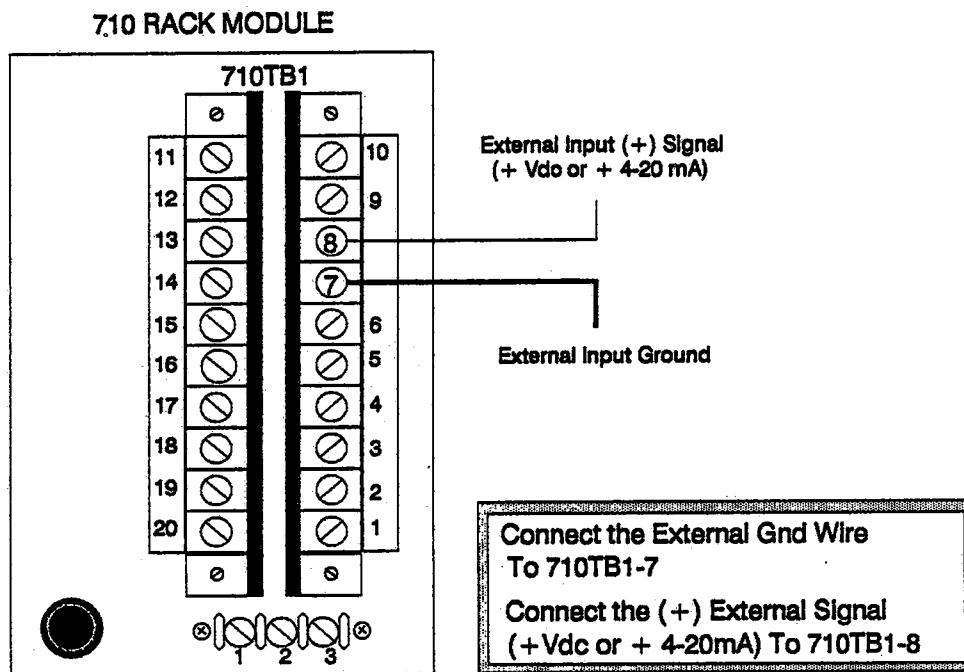 710 RACK MODULE
710TB1
11
10
12
9
13
8
14
7
15
6
16
5
17
4
18
3
19
2
20
1
1 2 3
External Input (+) Signal
(+ Vdc or + 4-20 mA)
External Input Ground
Connect the External Gnd Wire
To 710TB1-7
Connect the (+) External Signal
(+Vdc or + 4-20mA) To 710TB1-8